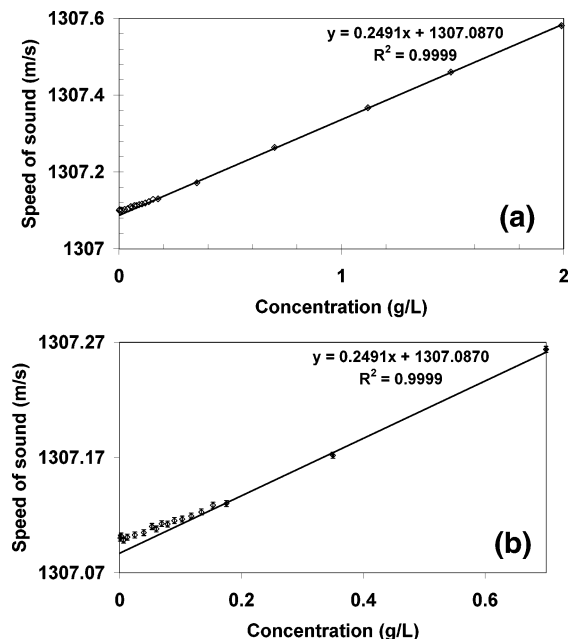 1307.6
y = 0.2491x + 1307.0870
R² = 0.9999
1307.4
Speed of sound (m/s)
1307.2
(a)
1307
0 1 2
Concentration (g/L)
1307.27
y = 0.2491x + 1307.0870
R² = 0.9999
Speed of sound (m/s)
1307.17
(b)
1307.07
0 0.2 0.4 0.6
Concentration (g/L)